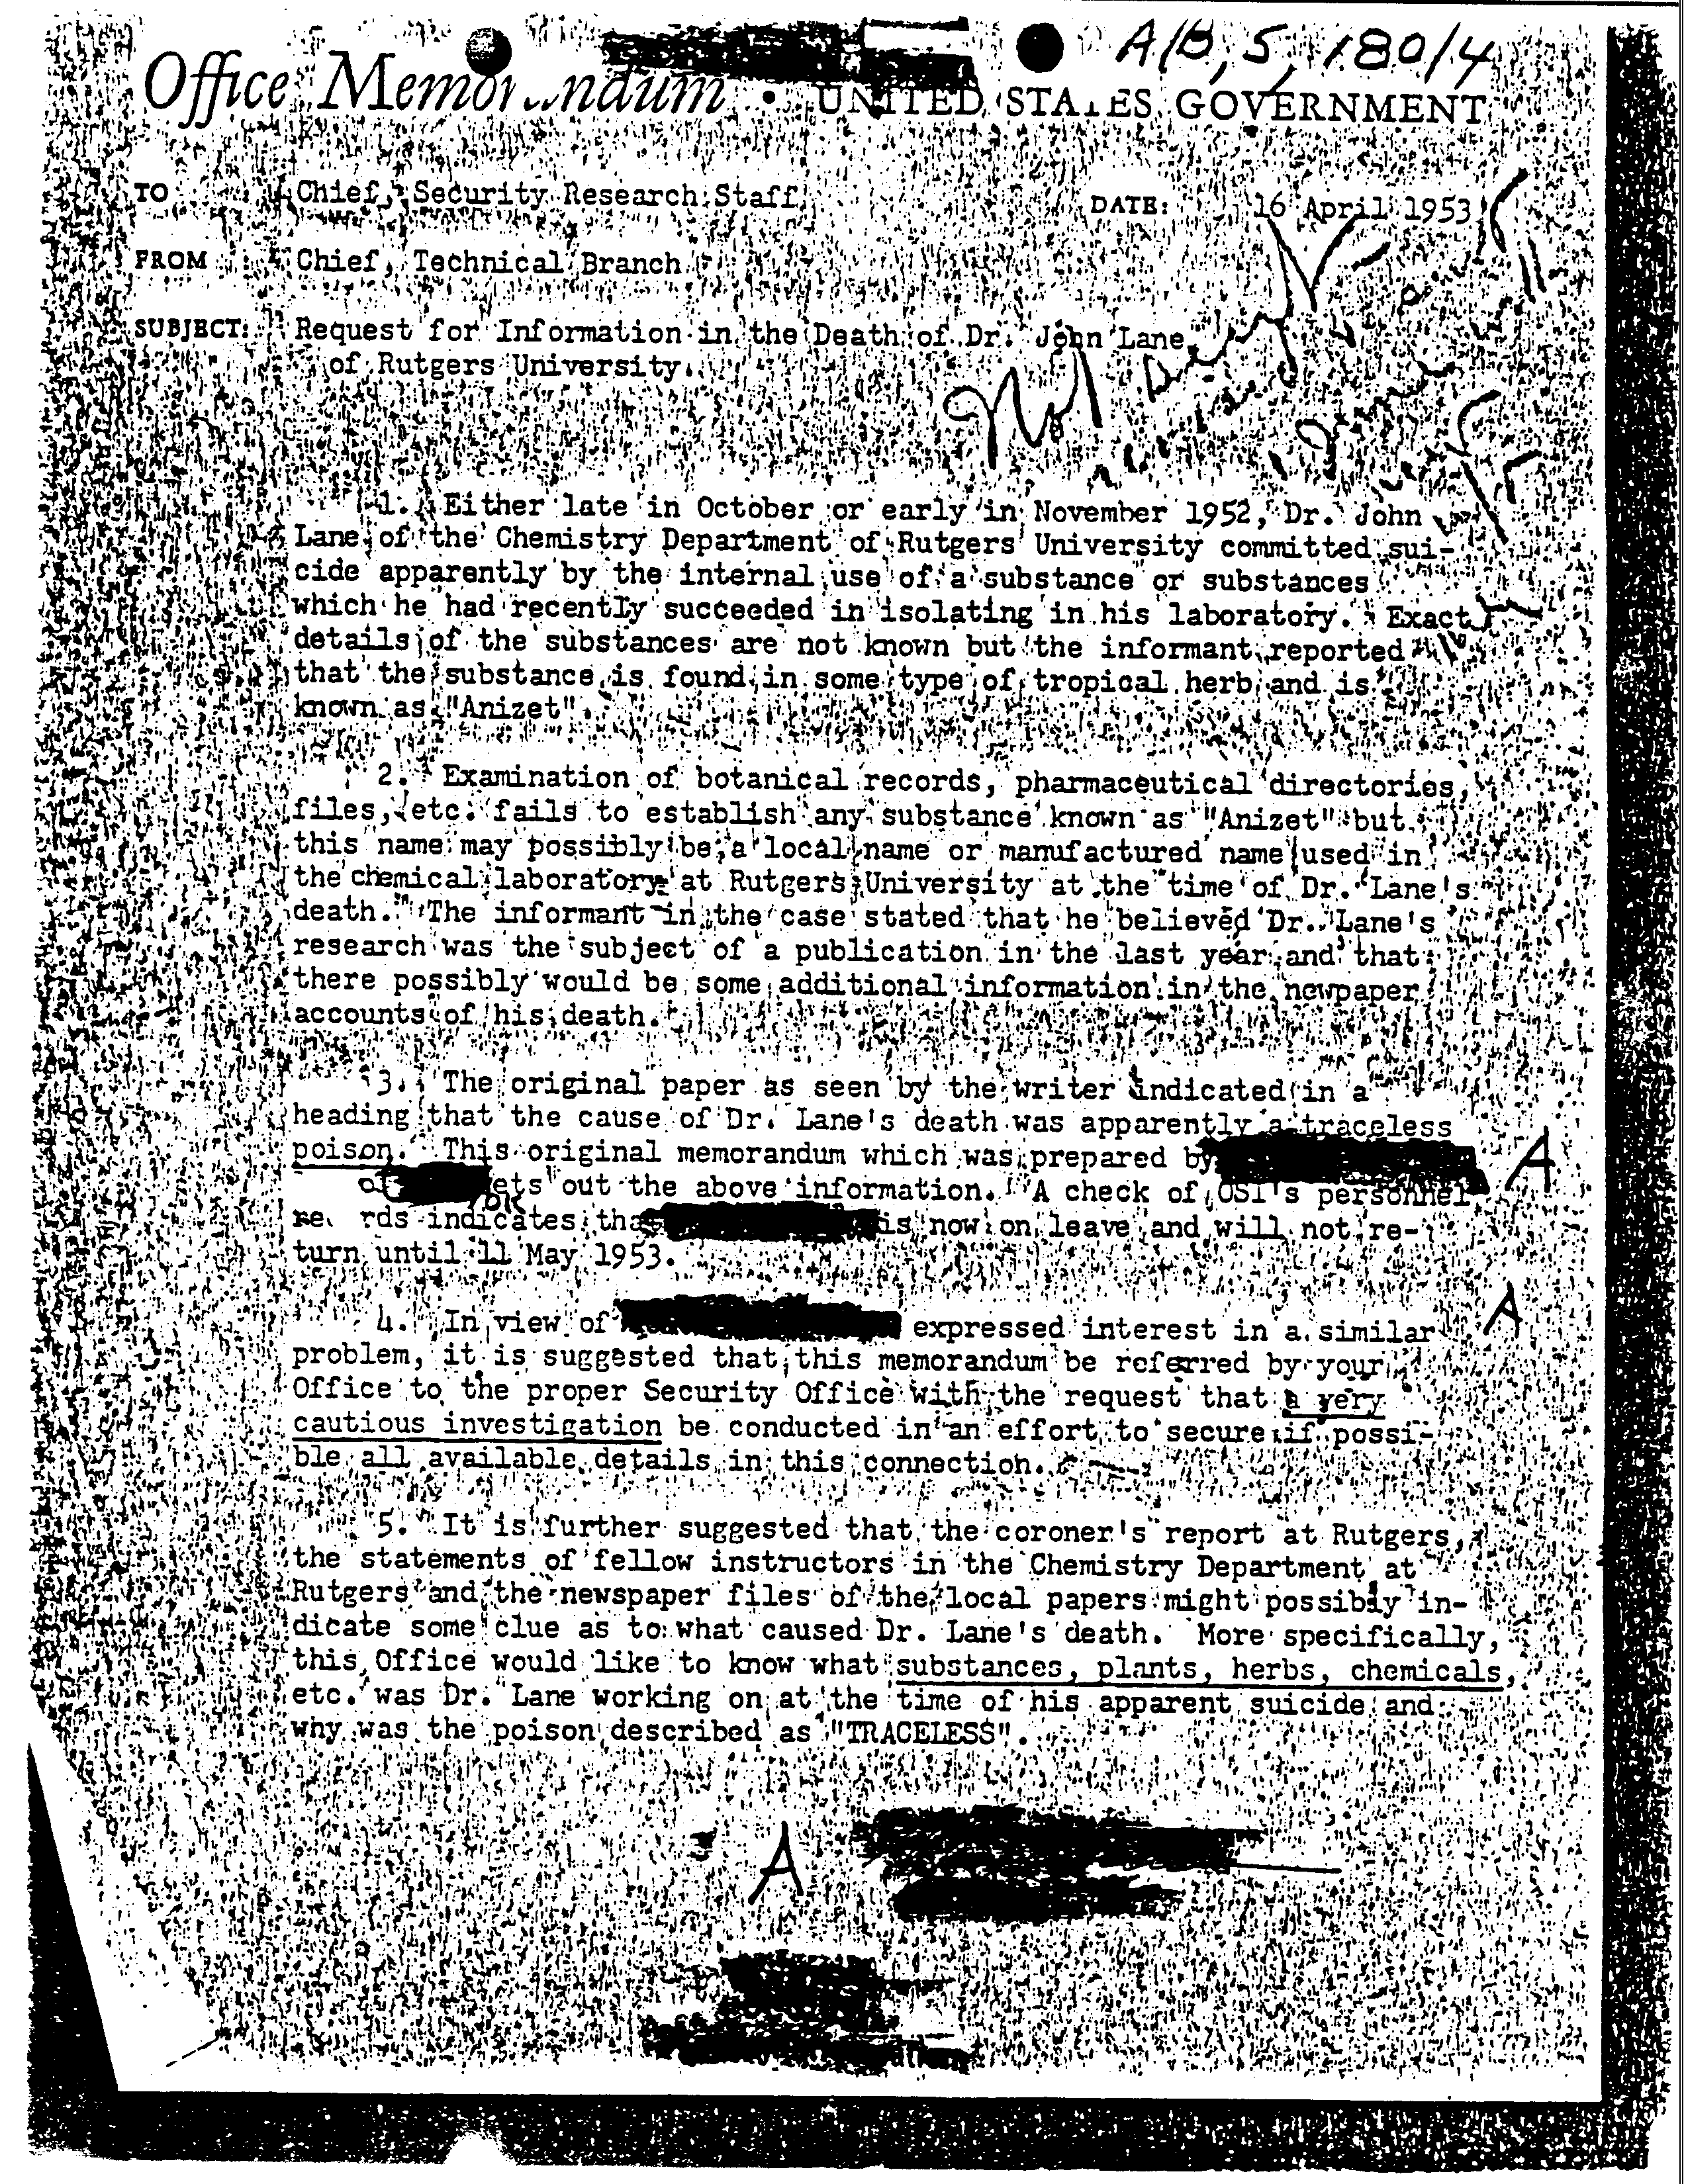 A/B, 5, 180/4
Office Memorandum • UNITED STATES GOVERNMENT
TO Chief, Security Research Staff DATE: 16 April 1953
FROM Chief, Technical Branch
SUBJECT: Request for Information in the Death of Dr. John Lane
of Rutgers University.
Not
1. Either late in October or early in November 1952, Dr. John
Lane of the Chemistry Department of Rutgers University committed sui-
cide apparently by the internal use of a substance or substances
which he had recently succeeded in isolating in his laboratory. Exact
details of the substances are not known but the informant reported
that the substance is found in some type of tropical herb and is
known as "Anizet".
2. Examination of botanical records, pharmaceutical directories,
files, etc. fails to establish any substance known as "Anizet" but
this name may possibly be a local name or manufactured name used in
the chemical laboratory at Rutgers University at the time of Dr. Lane's
death. The informant in the case stated that he believed Dr. Lane's
research was the subject of a publication in the last year and that
there possibly would be some additional information in the newpaper
accounts of his death.
3. The original paper as seen by the writer indicated in a
heading that the cause of Dr. Lane's death was apparently a traceless
poison. This original memorandum which was prepared by A
of ets out the above information. A check of OSI's personnel
re rds indicates that is now on leave and will not re-
turn until 11 May 1953.
4. In view of expressed interest in a similar A
problem, it is suggested that this memorandum be referred by your
Office to the proper Security Office with the request that a very
cautious investigation be conducted in an effort to secure if possi-
ble all available details in this connection.
5. It is further suggested that the coroner's report at Rutgers,
the statements of fellow instructors in the Chemistry Department at
Rutgers and the newspaper files of the local papers might possibly in-
dicate some clue as to what caused Dr. Lane's death. More specifically,
this Office would like to know what substances, plants, herbs, chemicals,
etc. was Dr. Lane working on at the time of his apparent suicide and
why was the poison described as "TRACELESS".
A